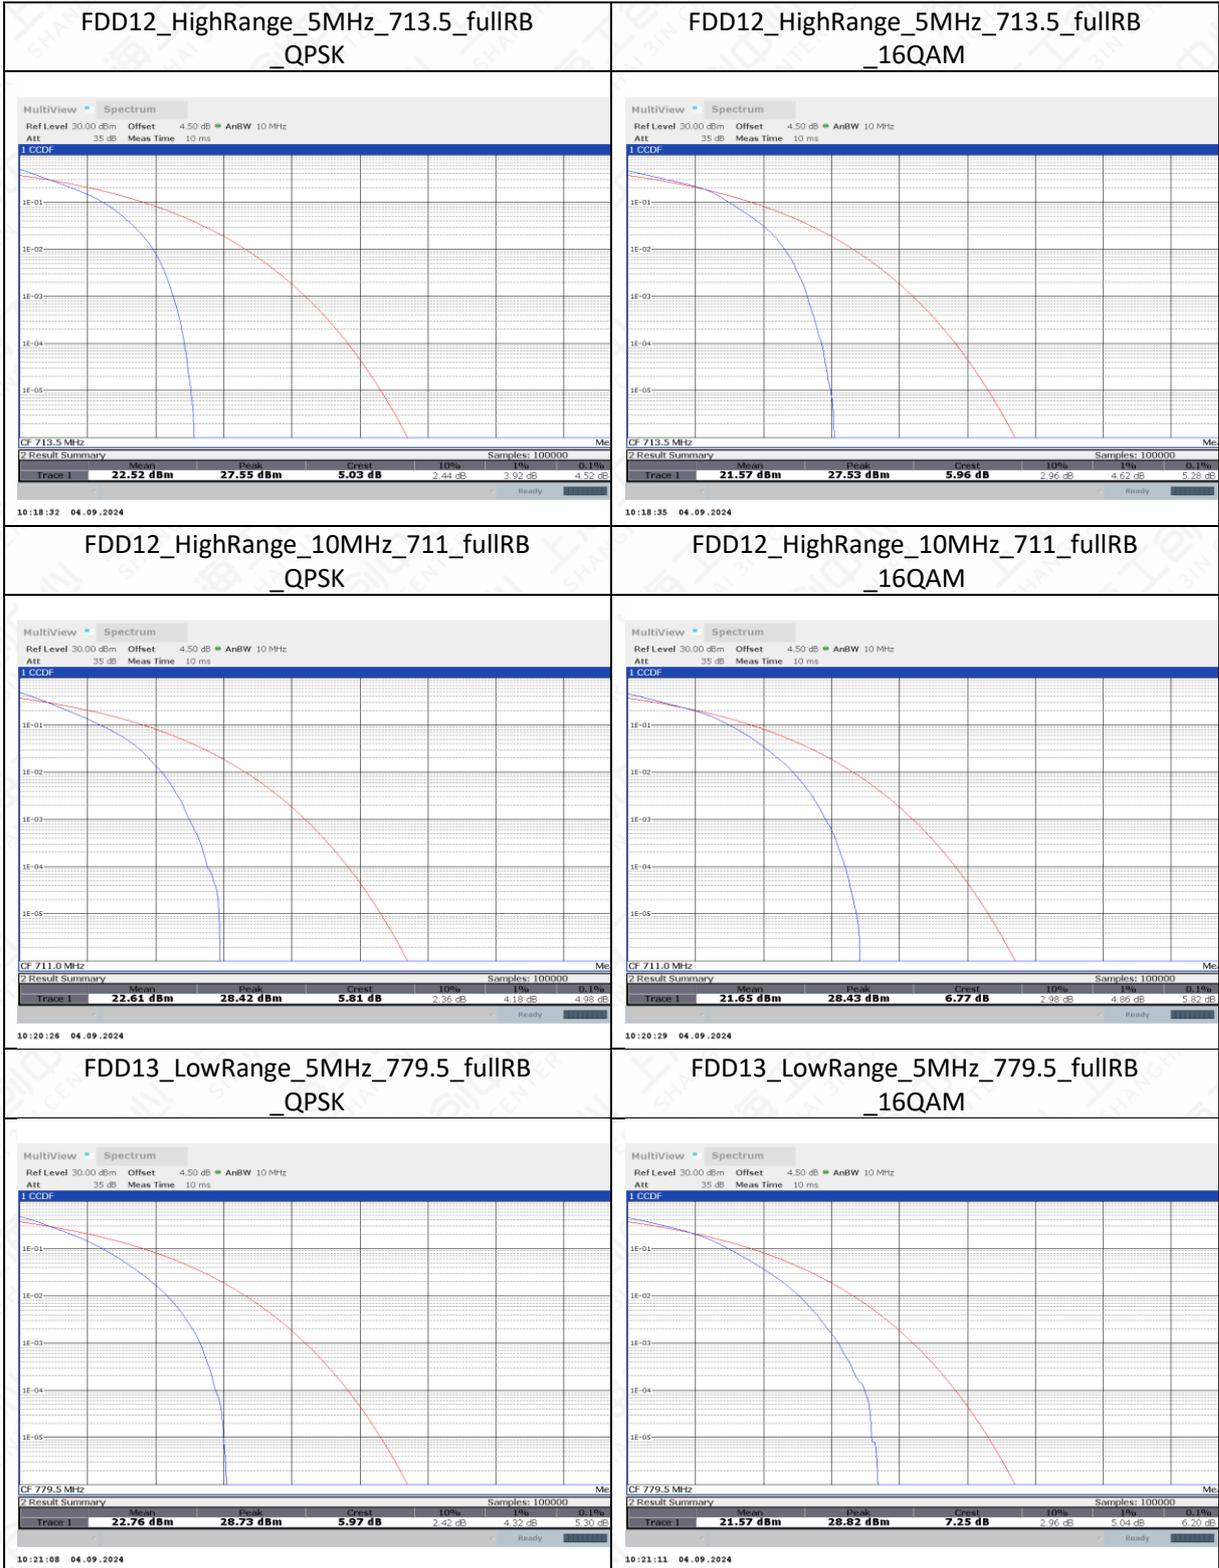 FDD12_HighRange_5MHz_713.5_fullRB
_QPSK
FDD12_HighRange_5MHz_713.5_fullRB
_16QAM
MultiView Spectrum
Ref Level 30.00 dBm Offset 4.50 dB AnBW 10 MHz
Att 35 dB Meas Time 10 ms
1 CCDF
1E-01
1E-02
1E-03
1E-04
1E-05
CF 713.5 MHz Me
2 Result Summary Samples: 100000
Mean Peak Crest 10% 1% 0.1%
Trace 1 22.52 dBm 27.55 dBm 5.03 dB 2.44 dB 3.92 dB 4.52 dB
Ready
10:18:32 04.09.2024
MultiView Spectrum
Ref Level 30.00 dBm Offset 4.50 dB AnBW 10 MHz
Att 35 dB Meas Time 10 ms
1 CCDF
1E-01
1E-02
1E-03
1E-04
1E-05
CF 713.5 MHz Me
2 Result Summary Samples: 100000
Mean Peak Crest 10% 1% 0.1%
Trace 1 21.57 dBm 27.53 dBm 5.96 dB 2.96 dB 4.62 dB 5.28 dB
Ready
10:18:35 04.09.2024
FDD12_HighRange_10MHz_711_fullRB
_QPSK
FDD12_HighRange_10MHz_711_fullRB
_16QAM
MultiView Spectrum
Ref Level 30.00 dBm Offset 4.50 dB AnBW 10 MHz
Att 35 dB Meas Time 10 ms
1 CCDF
1E-01
1E-02
1E-03
1E-04
1E-05
CF 711.0 MHz Me
2 Result Summary Samples: 100000
Mean Peak Crest 10% 1% 0.1%
Trace 1 22.61 dBm 28.42 dBm 5.81 dB 2.36 dB 4.18 dB 4.98 dB
Ready
10:20:26 04.09.2024
MultiView Spectrum
Ref Level 30.00 dBm Offset 4.50 dB AnBW 10 MHz
Att 35 dB Meas Time 10 ms
1 CCDF
1E-01
1E-02
1E-03
1E-04
1E-05
CF 711.0 MHz Me
2 Result Summary Samples: 100000
Mean Peak Crest 10% 1% 0.1%
Trace 1 21.65 dBm 28.43 dBm 6.77 dB 2.98 dB 4.86 dB 5.82 dB
Ready
10:20:29 04.09.2024
FDD13_LowRange_5MHz_779.5_fullRB
_QPSK
FDD13_LowRange_5MHz_779.5_fullRB
_16QAM
MultiView Spectrum
Ref Level 30.00 dBm Offset 4.50 dB AnBW 10 MHz
Att 35 dB Meas Time 10 ms
1 CCDF
1E-01
1E-02
1E-03
1E-04
1E-05
CF 779.5 MHz Me
2 Result Summary Samples: 100000
Mean Peak Crest 10% 1% 0.1%
Trace 1 22.76 dBm 28.73 dBm 5.97 dB 2.42 dB 4.32 dB 5.30 dB
Ready
10:21:08 04.09.2024
MultiView Spectrum
Ref Level 30.00 dBm Offset 4.50 dB AnBW 10 MHz
Att 35 dB Meas Time 10 ms
1 CCDF
1E-01
1E-02
1E-03
1E-04
1E-05
CF 779.5 MHz Me
2 Result Summary Samples: 100000
Mean Peak Crest 10% 1% 0.1%
Trace 1 21.57 dBm 28.82 dBm 7.25 dB 2.96 dB 5.04 dB 6.20 dB
Ready
10:21:11 04.09.2024